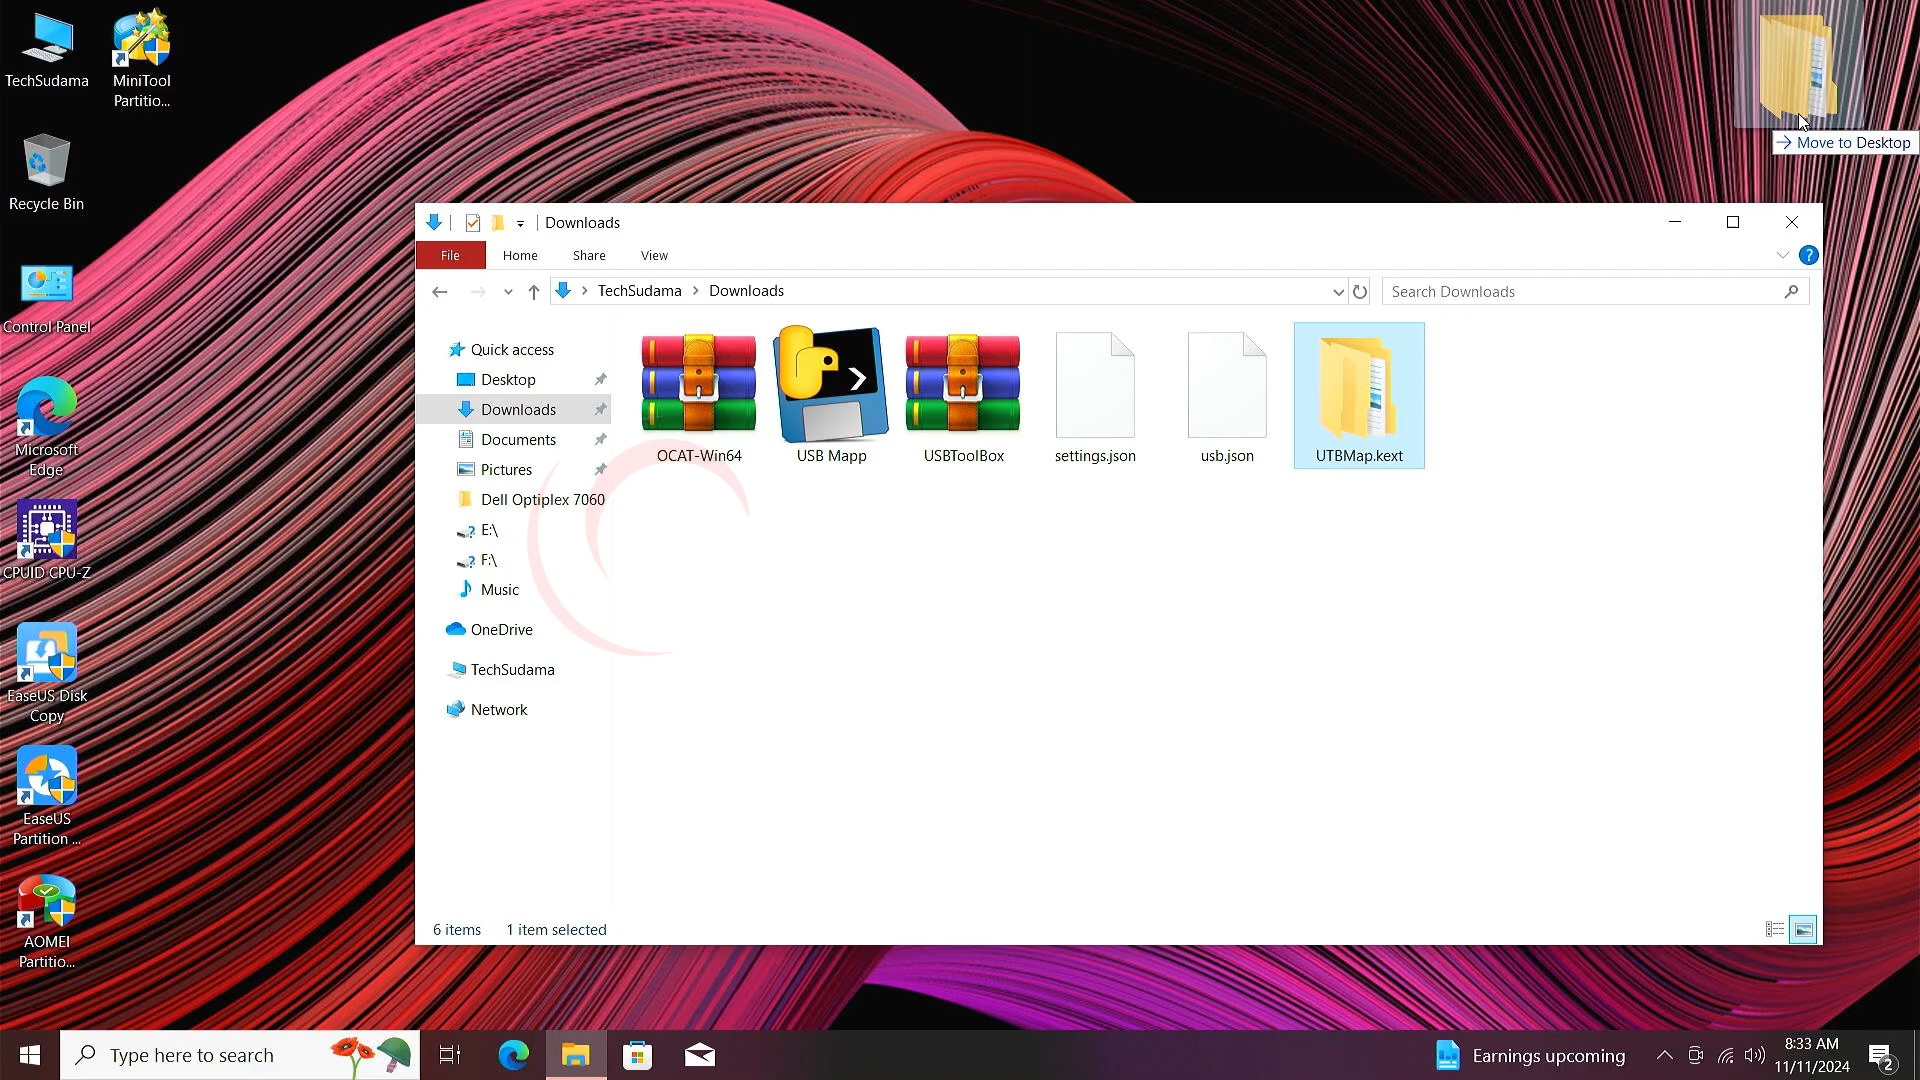 TechSudama
MiniTool
Partitio...
Recycle Bin
Control Panel
Microsoft
Edge
CPUID CPU-Z
EaseUS Disk
Copy
EaseUS
Partition ...
AOMEI
Partitio...
Move to Desktop
Downloads
File
Home
Share
View
TechSudama
Downloads
Search Downloads
Quick access
Desktop
Downloads
Documents
Pictures
Dell Optiplex 7060
E:\
F:\
Music
OneDrive
TechSudama
Network
OCAT-Win64
USB Mapp
USBToolBox
settings.json
usb.json
UTBMap.kext
6 items
1 item selected
Type here to search
Earnings upcoming
8:33 AM
11/11/2024
2